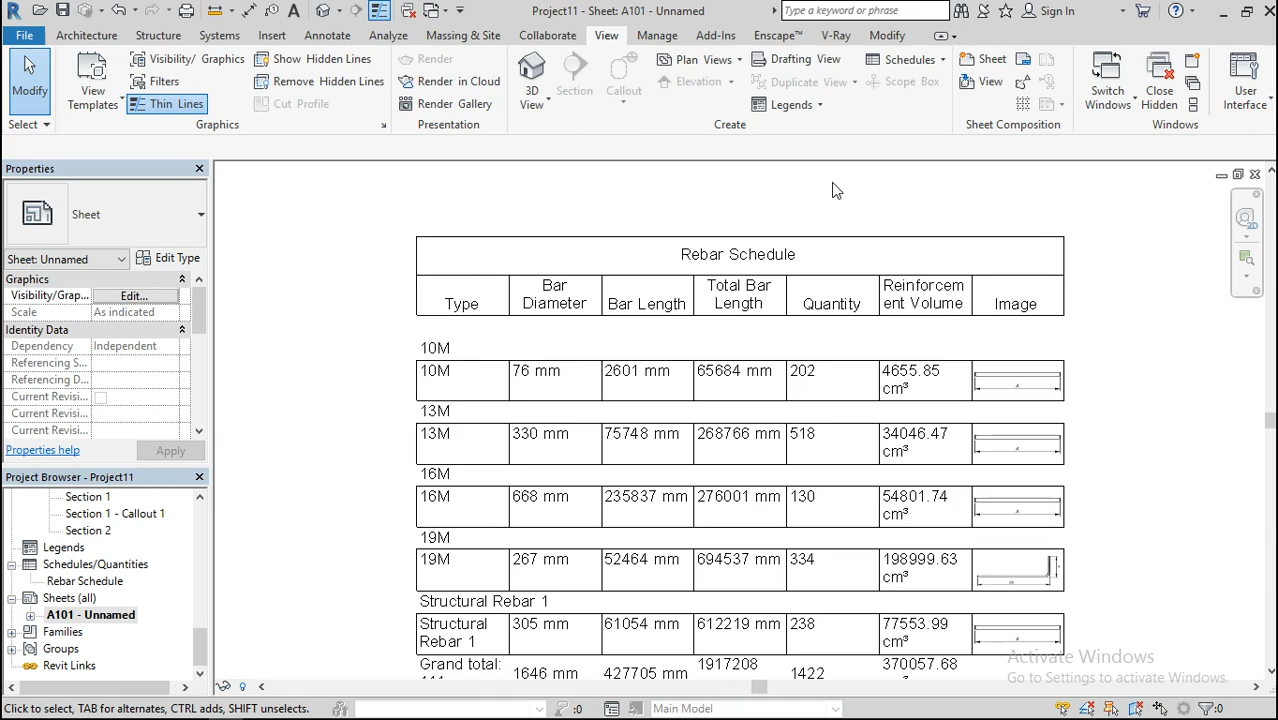 Project11 - Sheet: A101 - Unnamed
Type a keyword or phrase
Sign In
File Architecture Structure Systems Insert Annotate Analyze Massing & Site Collaborate View Manage Add-Ins Enscape™ V-Ray Modify
Modify
Select
View
Templates
Visibility/ Graphics
Filters
Thin Lines
Show Hidden Lines
Remove Hidden Lines
Cut Profile
Graphics
Render
Render in Cloud
Render Gallery
Presentation
3D
View
Section
Callout
Plan Views
Elevation
Drafting View
Duplicate View
Legends
Schedules
Scope Box
Create
Sheet
View
Sheet Composition
Switch
Windows
Close
Hidden
Windows
User
Interface
Properties
Sheet
Sheet: Unnamed
Edit Type
Graphics
Visibility/Grap... Edit...
Scale As indicated
Identity Data
Dependency Independent
Referencing S...
Referencing D...
Current Revisi...
Current Revisi...
Current Revisi...
Properties help
Apply
Project Browser - Project11
Section 1
Section 1 - Callout 1
Section 2
Legends
Schedules/Quantities
Rebar Schedule
Sheets (all)
A101 - Unnamed
Families
Groups
Revit Links
Rebar Schedule
Type
Bar
Diameter
Bar Length
Total Bar
Length
Quantity
Reinforcem
ent Volume
Image
10M
10M 76 mm 2601 mm 65684 mm 202 4655.85
cm³
13M
13M 330 mm 75748 mm 268766 mm 518 34046.47
cm³
16M
16M 668 mm 235837 mm 276001 mm 130 54801.74
cm³
19M
19M 267 mm 52464 mm 694537 mm 334 198999.63
cm³
Structural Rebar 1
Structural 305 mm 61054 mm 612219 mm 238 77553.99
Rebar 1 cm³
Grand total: 1646 mm 427705 mm 1917208 1422 370057.68
Activate Windows
Go to Settings to activate Windows.
Click to select, TAB for alternates, CTRL adds, SHIFT unselects.
:0
Main Model
:0